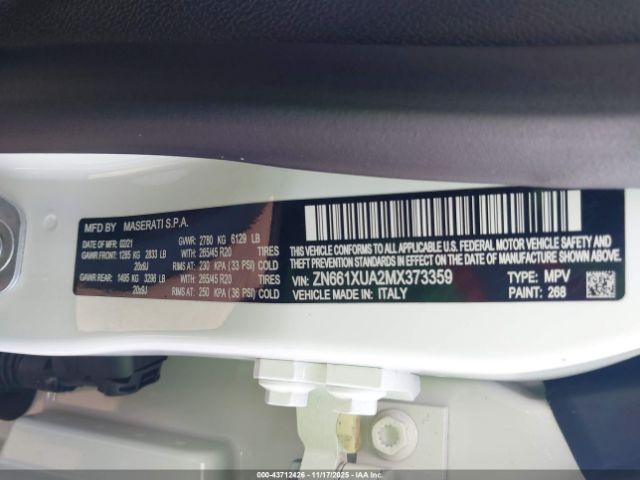 MFD BY MASERATI S.P.A.
DATE OF MFR: 02/21 GVWR: 2780 KG 6129 LB
GAWR FRONT: 1285 KG 2833 LB WITH: 265/45 R20 TIRES
20x9J RIMS AT: 230 KPA (33 PSI) COLD
GAWR REAR: 1495 KG 3296 LB WITH: 265/45 R20 TIRES
20x9J RIMS AT: 250 KPA (36 PSI) COLD
THIS VEHICLE CONFORMS TO ALL APPLICABLE U.S. FEDERAL MOTOR VEHICLE SAFETY, BUMPER, AND
THEFT PREVENTION STANDARDS IN EFFECT ON THE DATE OF MANUFACTURE SHOWN ABOVE.
VIN: ZN661XUA2MX373359 TYPE: MPV
VEHICLE MADE IN: ITALY PAINT: 268
000-43712426 - 11/17/2025 - IAAI.COM